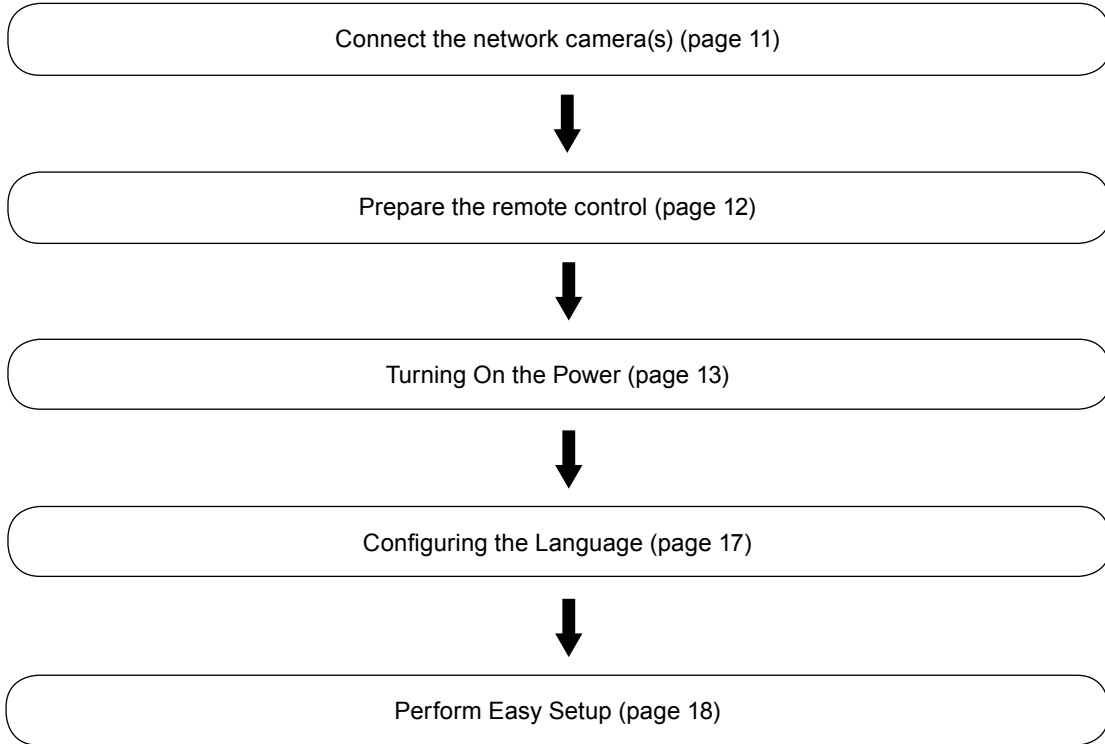 Connect the network camera(s) (page 11)
Prepare the remote control (page 12)
Turning On the Power (page 13)
Configuring the Language (page 17)
Perform Easy Setup (page 18)